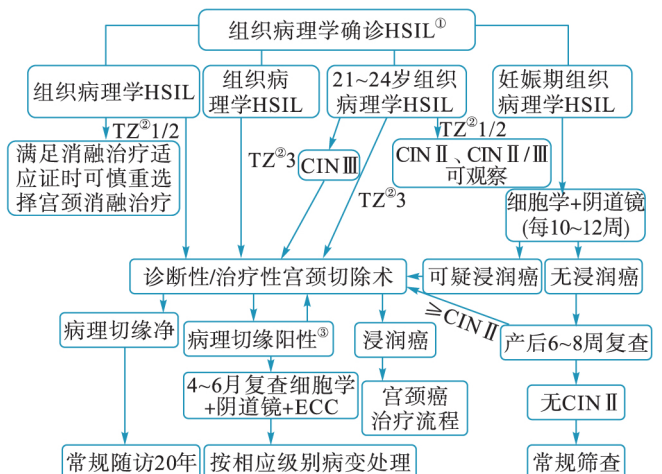 组织病理学确诊HSIL①
组织病理学HSIL
组织病
理学HSIL
21~24岁组织
病理学HSIL
妊娠期组织
病理学HSIL
TZ②1/2
满足消融治疗适
应证时可慎重选
择宫颈消融治疗
TZ②3
CINⅢ
TZ②1/2
CINⅡ、CINⅡ/Ⅲ
可观察
TZ②3
细胞学+阴道镜
(每10~12周)
诊断性/治疗性宫颈切除术
可疑浸润癌
无浸润癌
≥CINⅡ
病理切缘净
病理切缘阳性③
浸润癌
产后6~8周复查
4~6月复查细胞学
+阴道镜+ECC
宫颈癌
治疗流程
无CINⅡ
常规随访20年
按相应级别病变处理
常规筛查